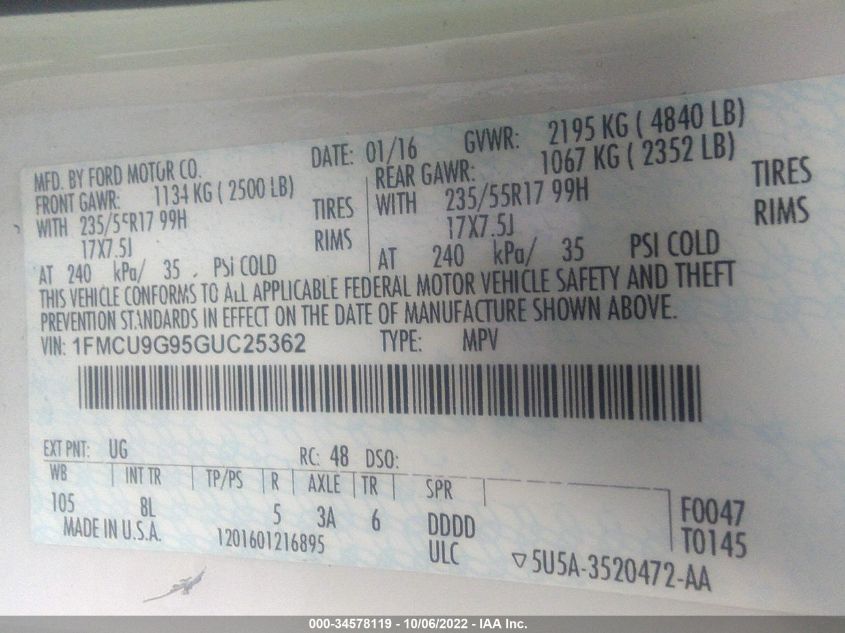 MFD. BY FORD MOTOR CO. DATE: 01/16 GVWR: 2195 KG ( 4840 LB)
FRONT GAWR: 1134 KG ( 2500 LB) REAR GAWR: 1067 KG ( 2352 LB)
WITH 235/55R17 99H TIRES WITH 235/55R17 99H TIRES
17X7.5J RIMS 17X7.5J RIMS
AT 240 kPa/ 35 PSi COLD AT 240 kPa/ 35 PSI COLD
THIS VEHICLE CONFORMS TO ALL APPLICABLE FEDERAL MOTOR VEHICLE SAFETY AND THEFT
PREVENTION STANDARDS IN EFFECT ON THE DATE OF MANUFACTURE SHOWN ABOVE.
VIN: 1FMCU9G95GUC25362 TYPE: MPV
EXT PNT: UG RC: 48 DSO:
WB INT TR TP/PS R AXLE TR SPR
105 8L 5 3A 6 DDDD F0047
MADE IN U.S.A. 1201601216895 ULC T0145
▽5U5A-3520472-AA
000-34578119 - 10/06/2022 - IAA Inc.